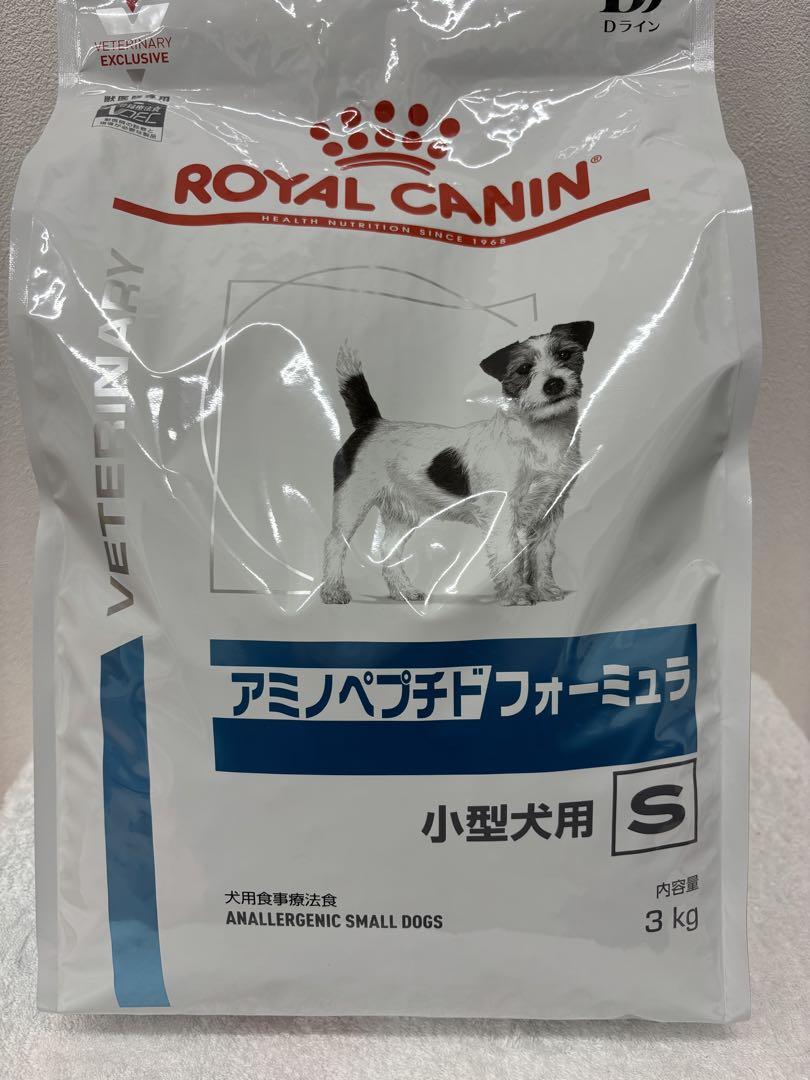 VETERINARY
EXCLUSIVE
Dライン
ROYAL CANIN®
HEALTH NUTRITION SINCE 1968
VETERINARY
アミノペプチドフォーミュラ
小型犬用 S
犬用食事療法食
ANALLERGENIC SMALL DOGS
内容量
3 kg